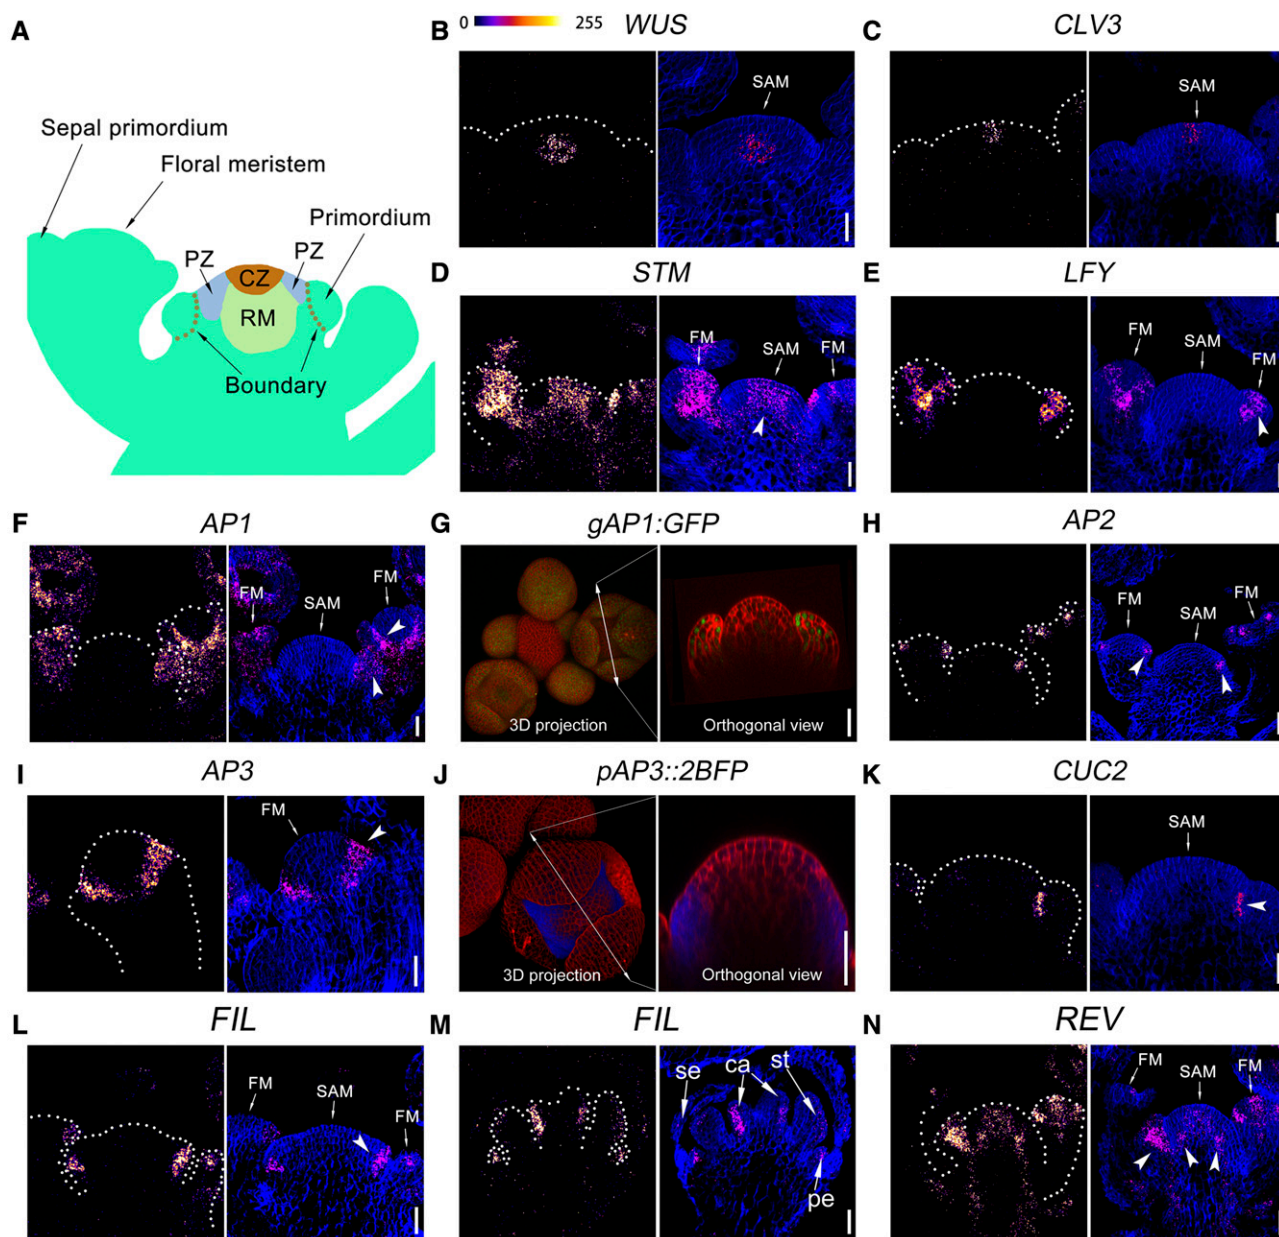 A
Sepal primordium
Floral meristem
Primordium
PZ
PZ
CZ
RM
Boundary
B
0 255
WUS
SAM
C
CLV3
SAM
D
STM
FM
SAM
FM
E
LFY
FM
SAM
FM
F
AP1
FM
SAM
FM
G
gAP1:GFP
3D projection
Orthogonal view
H
AP2
FM
SAM
FM
I
AP3
FM
J
pAP3::2BFP
3D projection
Orthogonal view
K
CUC2
SAM
L
FIL
FM
SAM
FM
M
FIL
se
ca
st
pe
N
REV
FM
SAM
FM